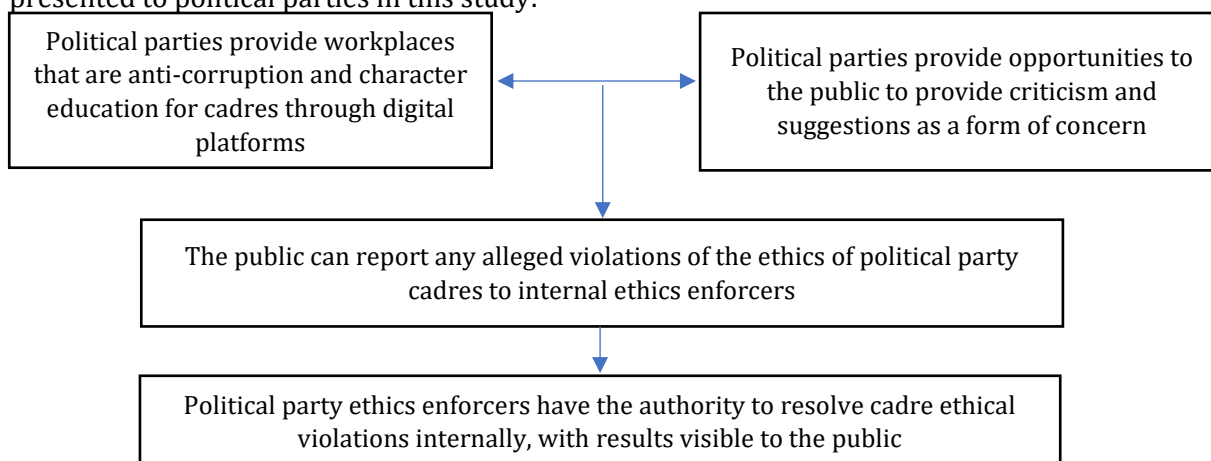 presented to political parties in this study.
Political parties provide workplaces
that are anti-corruption and character
education for cadres through digital
platforms
Political parties provide opportunities to
the public to provide criticism and
suggestions as a form of concern
The public can report any alleged violations of the ethics of political party
cadres to internal ethics enforcers
Political party ethics enforcers have the authority to resolve cadre ethical
violations internally, with results visible to the public